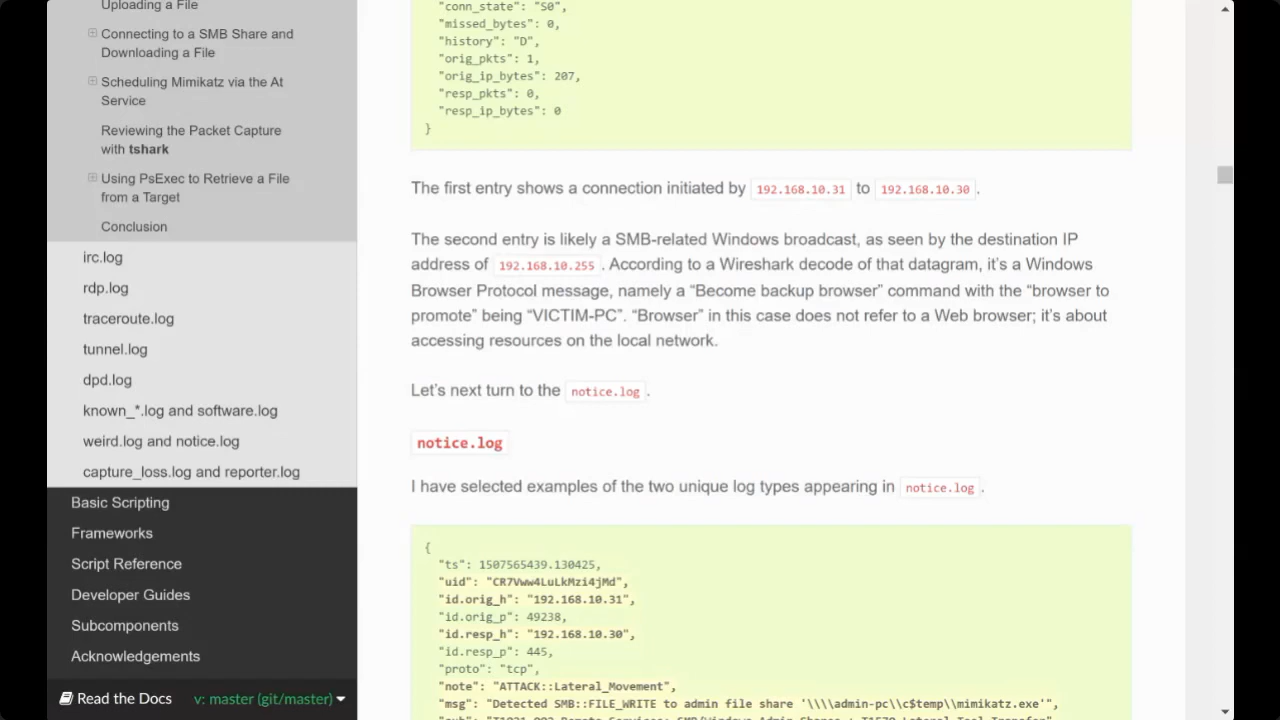 Uploading a File
Connecting to a SMB Share and
Downloading a File
Scheduling Mimikatz via the At
Service
Reviewing the Packet Capture
with tshark
Using PsExec to Retrieve a File
from a Target
Conclusion
irc.log
rdp.log
traceroute.log
tunnel.log
dpd.log
known_*.log and software.log
weird.log and notice.log
capture_loss.log and reporter.log
Basic Scripting
Frameworks
Script Reference
Developer Guides
Subcomponents
Acknowledgements
Read the Docs v: master (git/master)
"conn_state": "S0",
"missed_bytes": 0,
"history": "D",
"orig_pkts": 1,
"orig_ip_bytes": 207,
"resp_pkts": 0,
"resp_ip_bytes": 0
}
The first entry shows a connection initiated by 192.168.10.31 to 192.168.10.30.
The second entry is likely a SMB-related Windows broadcast, as seen by the destination IP
address of 192.168.10.255. According to a Wireshark decode of that datagram, it’s a Windows
Browser Protocol message, namely a “Become backup browser” command with the “browser to
promote” being “VICTIM-PC”. “Browser” in this case does not refer to a Web browser; it’s about
accessing resources on the local network.
Let’s next turn to the notice.log.
notice.log
I have selected examples of the two unique log types appearing in notice.log.
{
"ts": 1507565439.130425,
"uid": "CR7Vww4LuLkMzi4jMd",
"id.orig_h": "192.168.10.31",
"id.orig_p": 49238,
"id.resp_h": "192.168.10.30",
"id.resp_p": 445,
"proto": "tcp",
"note": "ATTACK::Lateral_Movement",
"msg": "Detected SMB::FILE_WRITE to admin file share '\\\\admin-pc\\c$temp\\mimikatz.exe'",